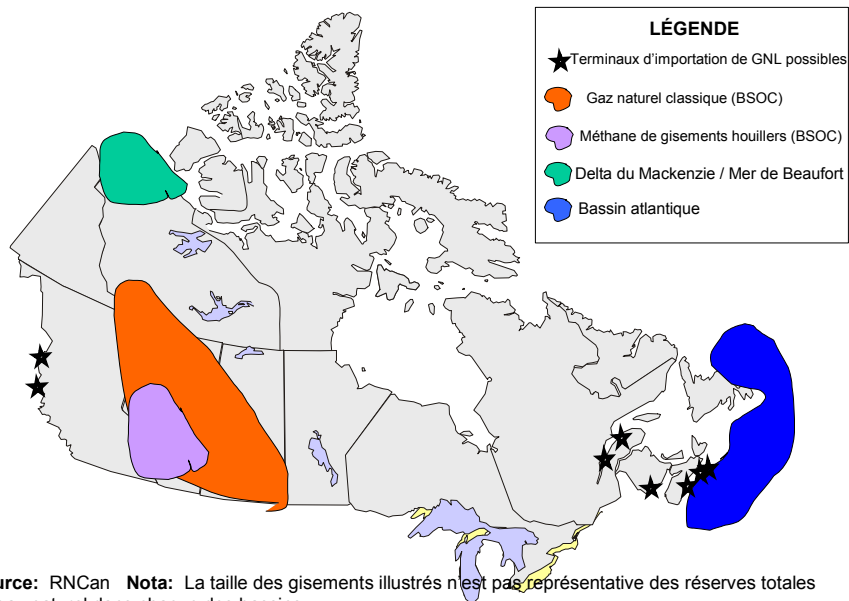 LÉGENDE
Terminaux d'importation de GNL possibles
Gaz naturel classique (BSOC)
Méthane de gisements houillers (BSOC)
Delta du Mackenzie / Mer de Beaufort
Bassin atlantique
urce: RNCan Nota: La taille des gisements illustrés n'est pas représentative des réserves totales